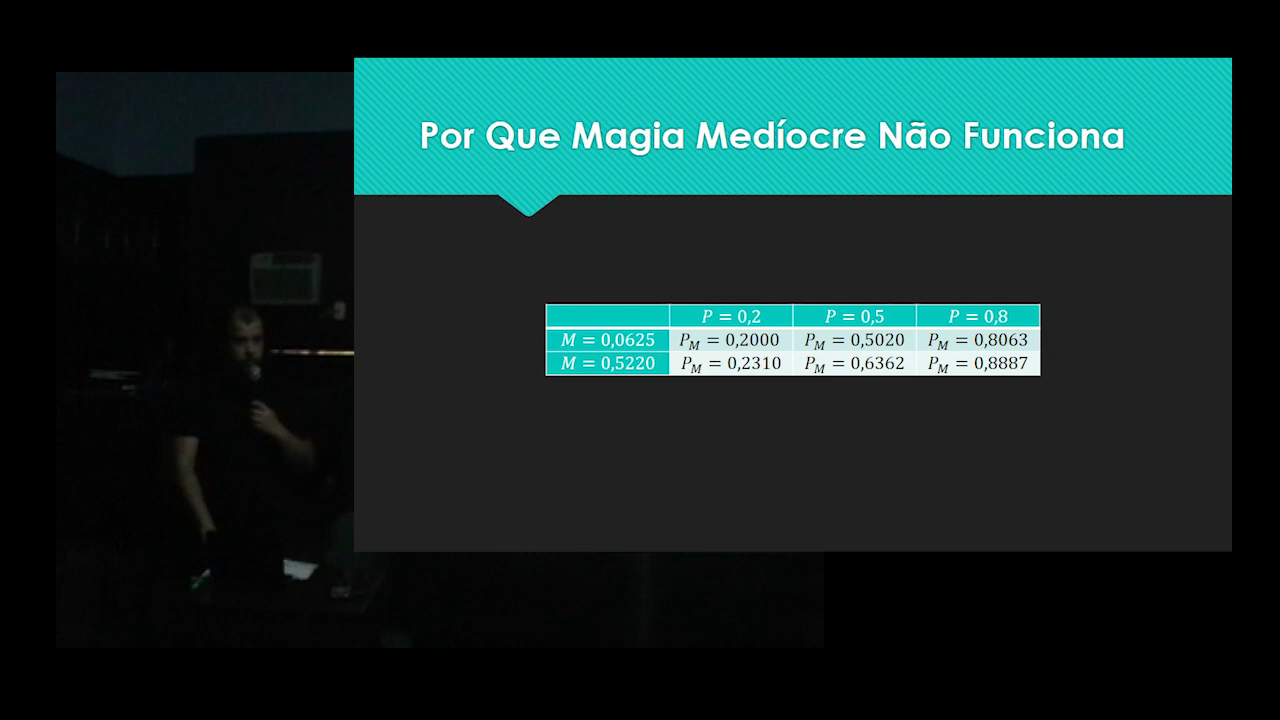 Por Que Magia Medíocre Não Funciona
P = 0,2 P = 0,5 P = 0,8
M = 0,0625 P_M = 0,2000 P_M = 0,5020 P_M = 0,8063
M = 0,5220 P_M = 0,2310 P_M = 0,6362 P_M = 0,8887